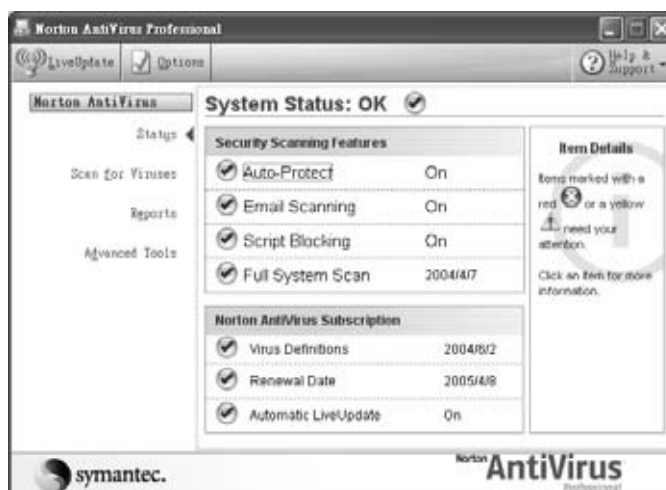 Norton AntiVirus Professional
LiveUpdate
Options
Help & Support
Norton AntiVirus
Status
Scan for Viruses
Reports
Advanced Tools
System Status: OK
Security Scanning Features
Auto-Protect On
Email Scanning On
Script Blocking On
Full System Scan 2004/4/7
Norton AntiVirus Subscription
Virus Definitions 2004/6/2
Renewal Date 2005/4/8
Automatic LiveUpdate On
Item Details
Items marked with a
red or a yellow
need your
attention.
Click an item for more
information.
symantec.
Norton AntiVirus
Professional